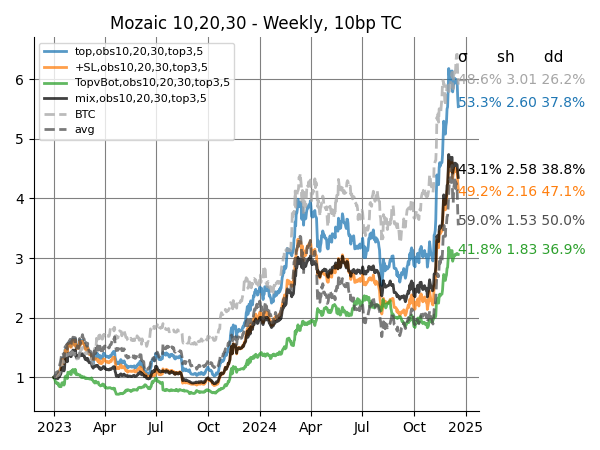 Mozaic 10,20,30 - Weekly, 10bp TC
top,obs10,20,30,top3,5
+SL,obs10,20,30,top3,5
TopvBot,obs10,20,30,top3,5
mix,obs10,20,30,top3,5
BTC
avg
σ sh dd
48.6% 3.01 26.2%
53.3% 2.60 37.8%
43.1% 2.58 38.8%
49.2% 2.16 47.1%
59.0% 1.53 50.0%
41.8% 1.83 36.9%
6
5
4
3
2
1
2023 Apr Jul Oct 2024 Apr Jul Oct 2025